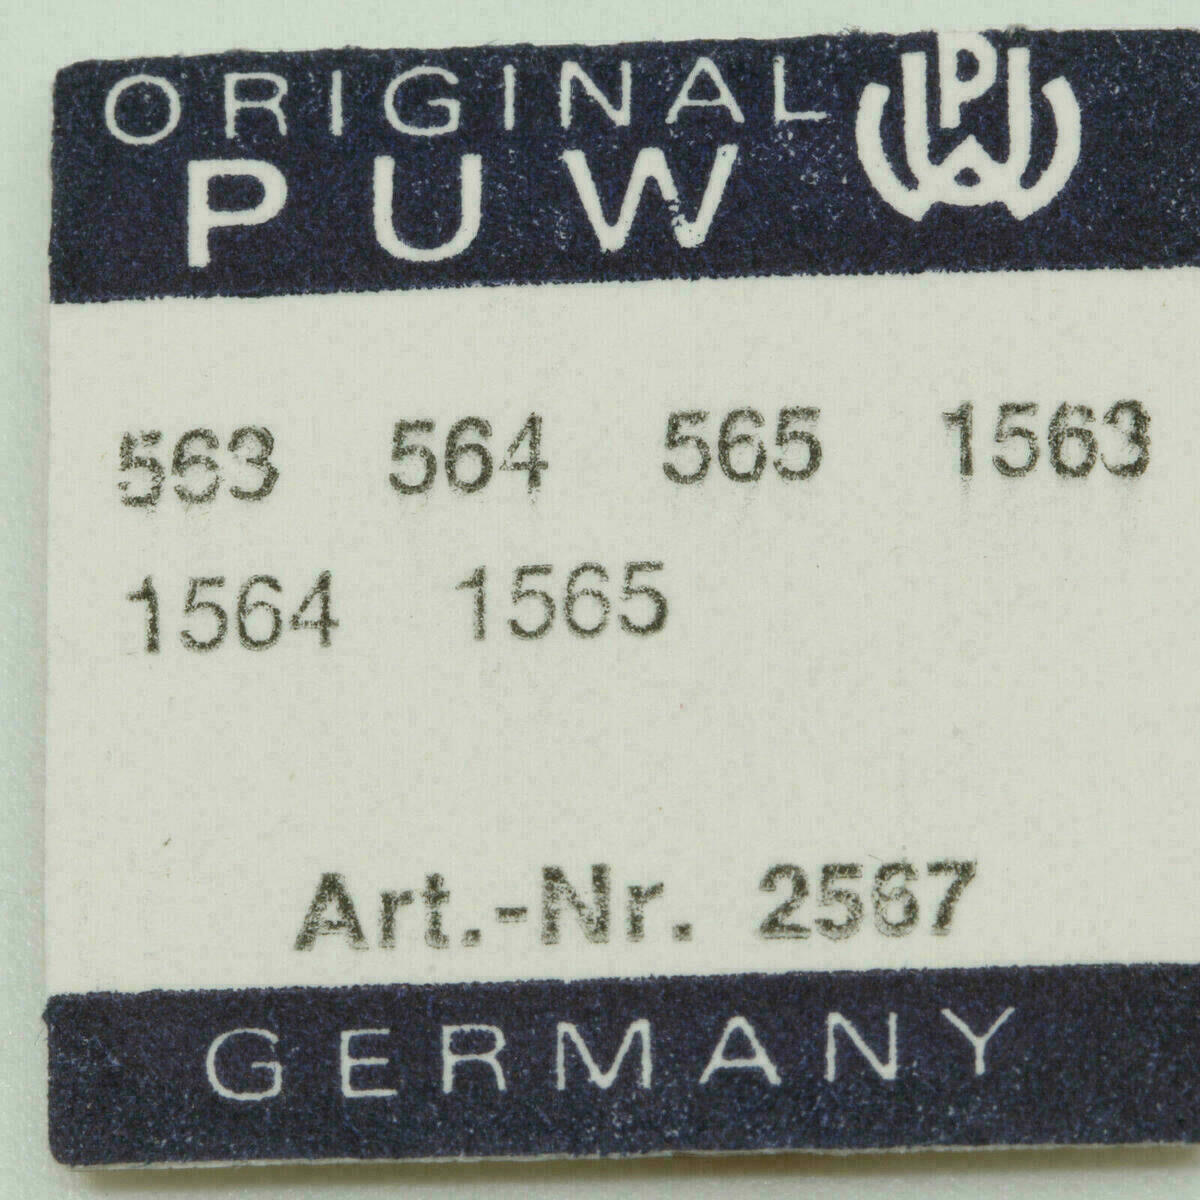 ORIGINAL
PUW
563 564 565 1563
1564 1565
Art.-Nr. 2567
GERMANY